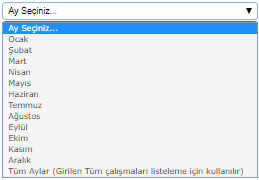 Ay Seçiniz...
Ay Seçiniz...
Ocak
Şubat
Mart
Nisan
Mayıs
Haziran
Temmuz
Ağustos
Eylül
Ekim
Kasım
Aralık
Tüm Aylar (Girilen Tüm çalışmaları listeleme için kullanılır)